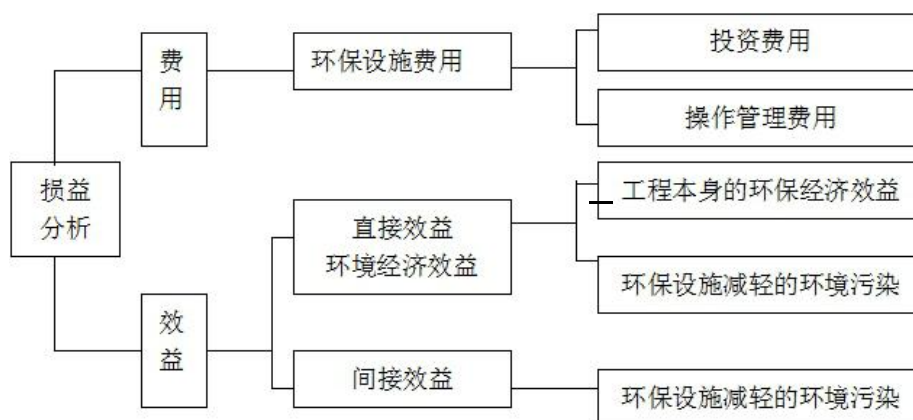 损益
分析
费
用
环保设施费用
投资费用
操作管理费用
效
益
直接效益
环境经济效益
工程本身的环保经济效益
环保设施减轻的环境污染
间接效益
环保设施减轻的环境污染